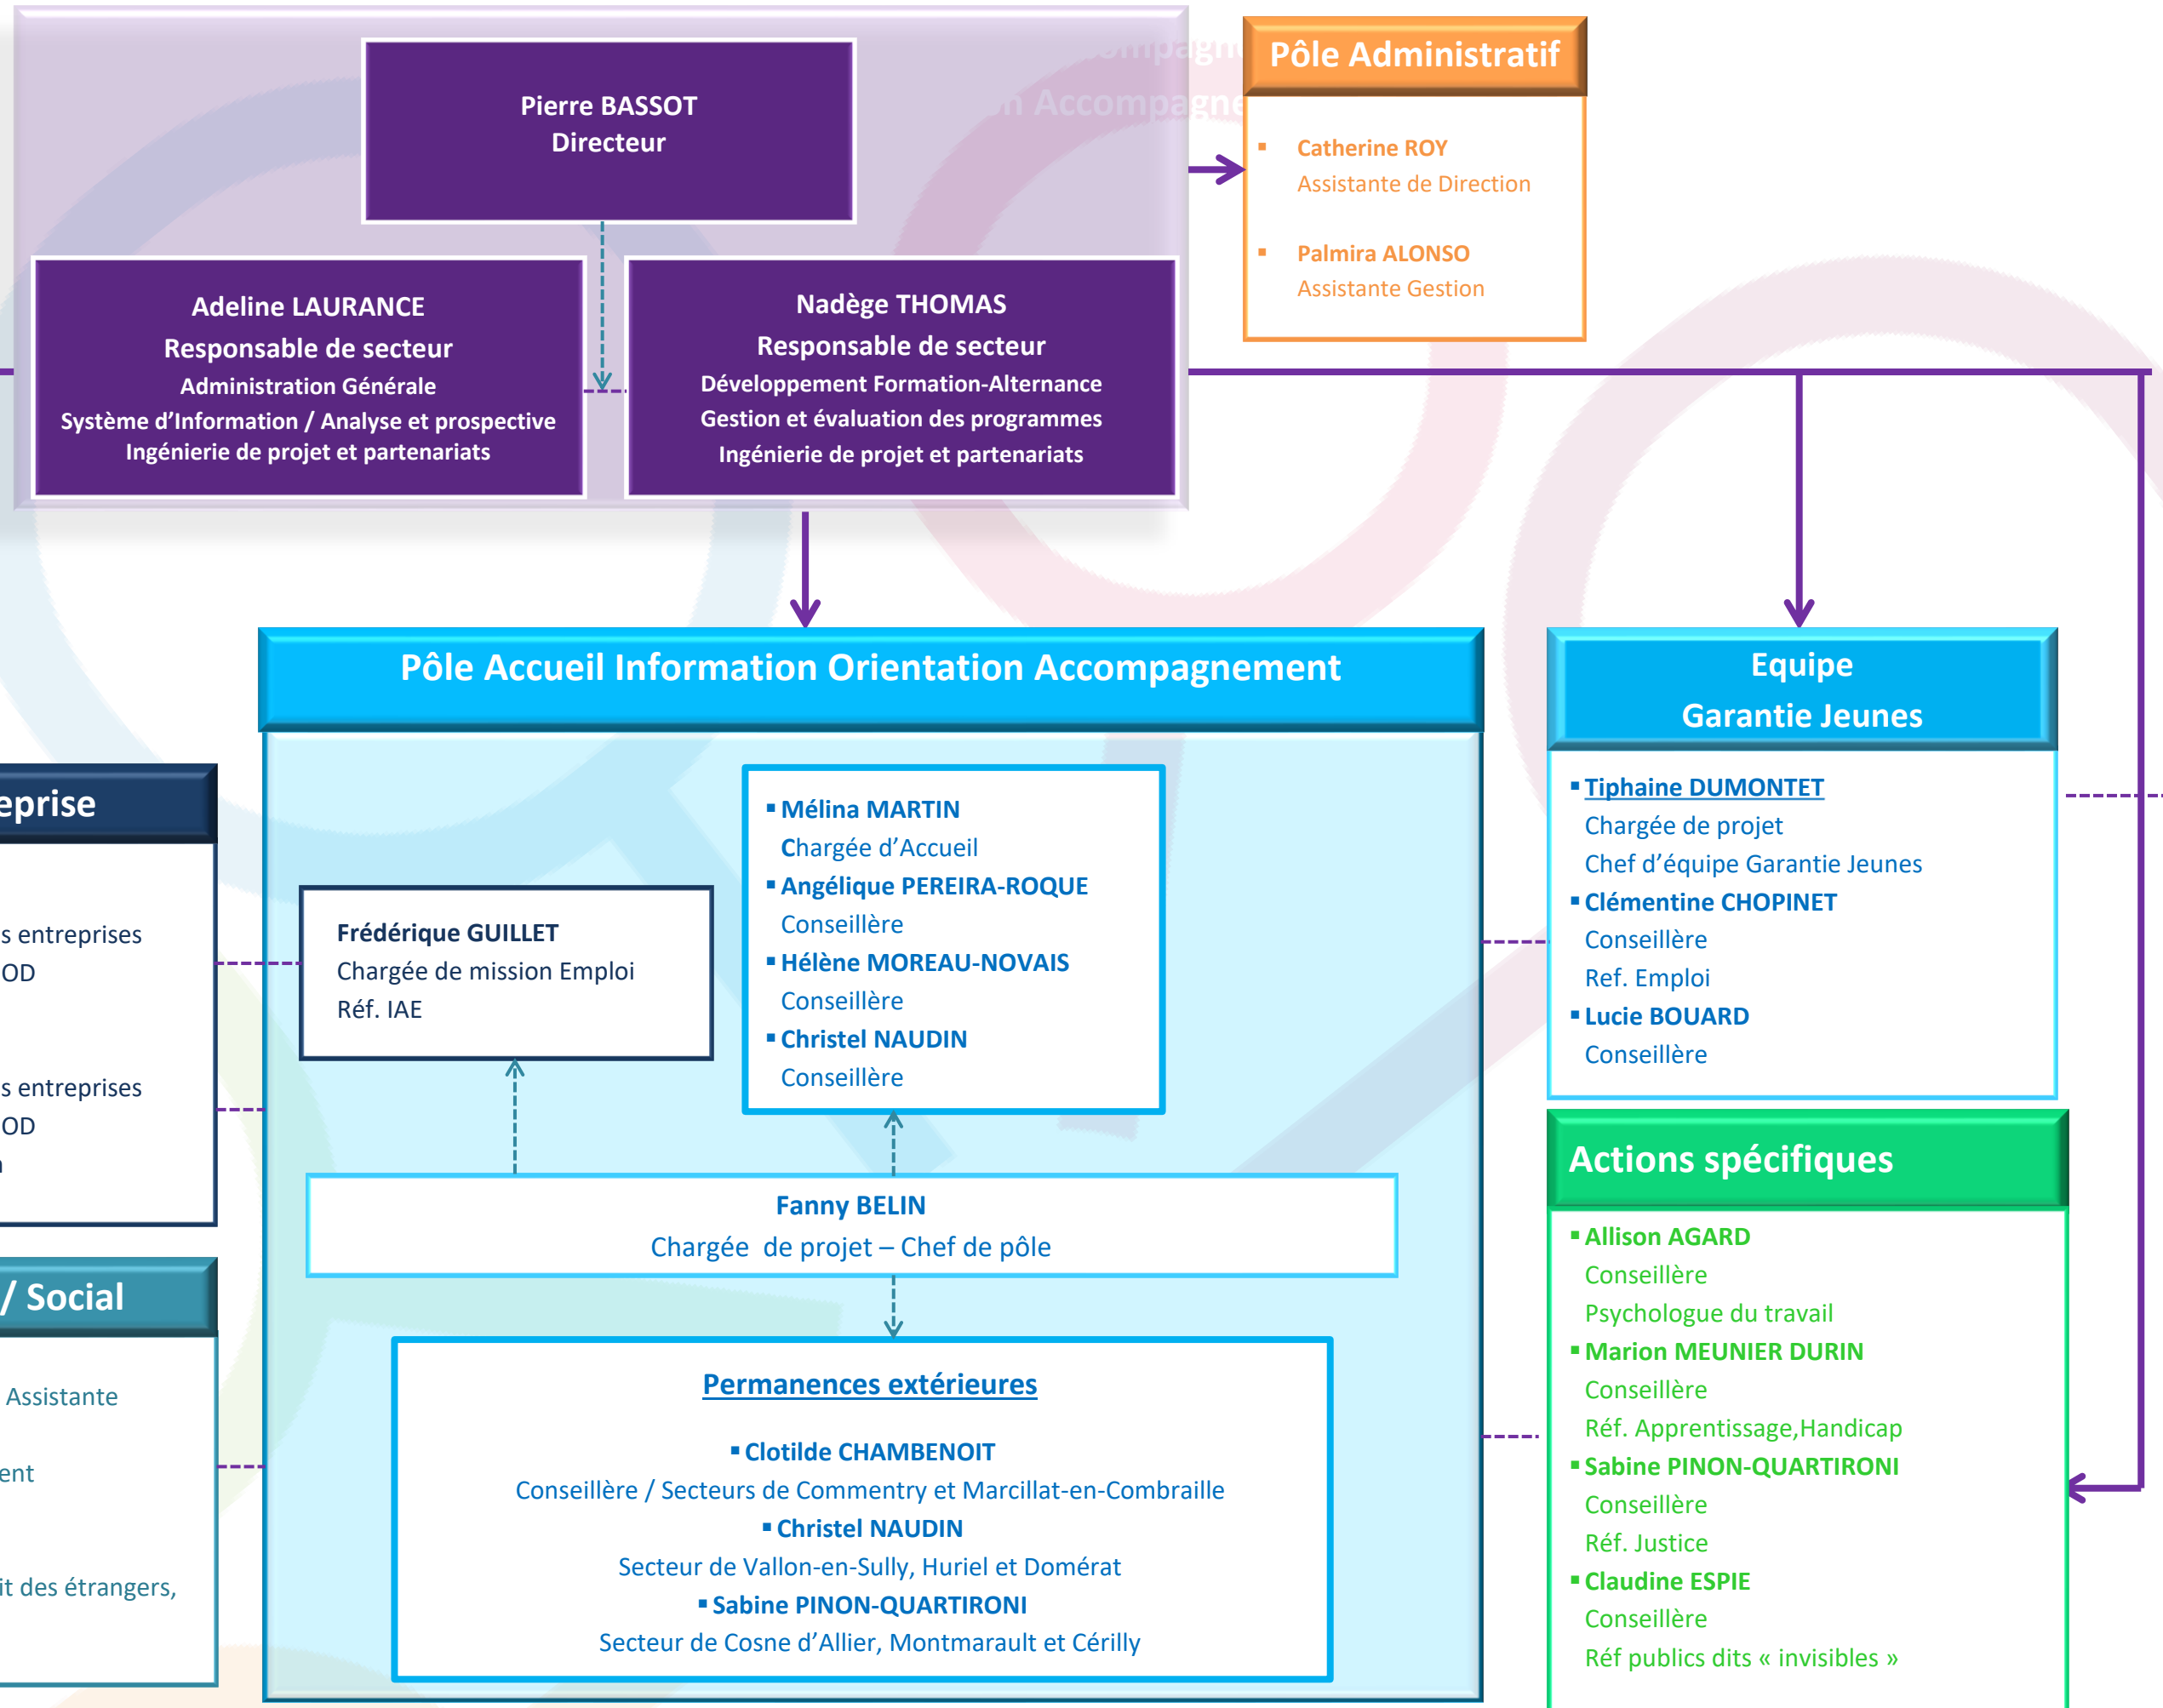 Pierre BASSOT
Directeur
Adeline LAURANCE
Responsable de secteur
Administration Générale
Système d’Information / Analyse et prospective
Ingénierie de projet et partenariats
Nadège THOMAS
Responsable de secteur
Développement Formation-Alternance
Gestion et évaluation des programmes
Ingénierie de projet et partenariats
Pôle Administratif
▪ Catherine ROY
Assistante de Direction
▪ Palmira ALONSO
Assistante Gestion
Pôle Accueil Information Orientation Accompagnement
Frédérique GUILLET
Chargée de mission Emploi
Réf. IAE
▪ Mélina MARTIN
Chargée d’Accueil
▪ Angélique PEREIRA-ROQUE
Conseillère
▪ Hélène MOREAU-NOVAIS
Conseillère
▪ Christel NAUDIN
Conseillère
Fanny BELIN
Chargée de projet – Chef de pôle
Permanences extérieures
▪ Clotilde CHAMBENOIT
Conseillère / Secteurs de Commentry et Marcillat-en-Combraille
▪ Christel NAUDIN
Secteur de Vallon-en-Sully, Huriel et Domérat
▪ Sabine PINON-QUARTIRONI
Secteur de Cosne d’Allier, Montmarault et Cérilly
Equipe
Garantie Jeunes
▪ Tiphaine DUMONTET
Chargée de projet
Chef d’équipe Garantie Jeunes
▪ Clémentine CHOPINET
Conseillère
Ref. Emploi
▪ Lucie BOUARD
Conseillère
Actions spécifiques
▪ Allison AGARD
Conseillère
Psychologue du travail
▪ Marion MEUNIER DURIN
Conseillère
Réf. Apprentissage,Handicap
▪ Sabine PINON-QUARTIRONI
Conseillère
Réf. Justice
▪ Claudine ESPIE
Conseillère
Réf publics dits « invisibles »
eprise
s entreprises
OD
s entreprises
OD
/ Social
Assistante
ent
it des étrangers,